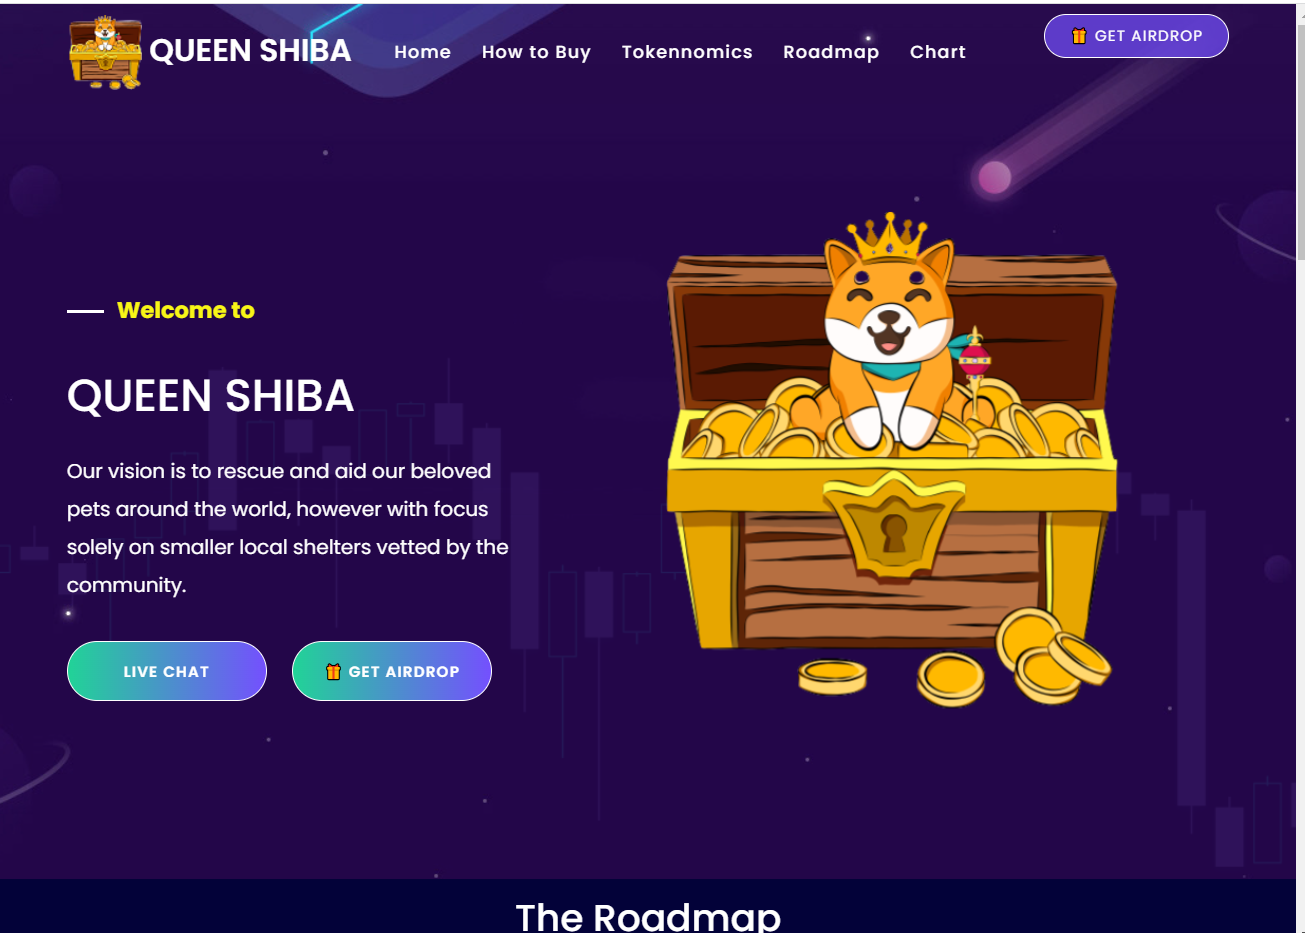 QUEEN SHIBA
Home
How to Buy
Tokennomics
Roadmap
Chart
GET AIRDROP
Welcome to
QUEEN SHIBA
Our vision is to rescue and aid our beloved
pets around the world, however with focus
solely on smaller local shelters vetted by the
community.
LIVE CHAT
GET AIRDROP
The Roadmap